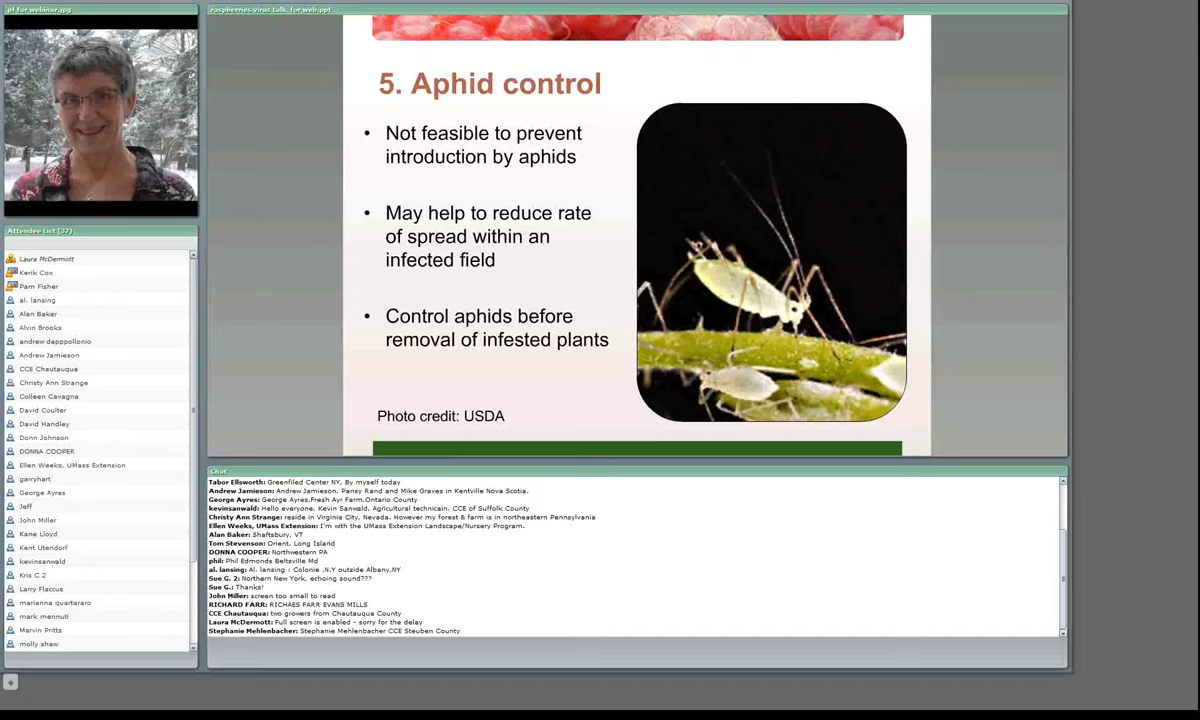 pf for webinar.jpg
Attendee List (37)
Laura McDermott
Kerik Cox
Pam Fisher
al. lansing
Alan Baker
Alvin Brooks
andrew dapppollonio
Andrew Jamieson
CCE Chautauqua
Christy Ann Strange
Colleen Cavagna
David Coulter
David Handley
Donn Johnson
DONNA COOPER
Ellen Weeks, UMass Extension
garryhart
George Ayres
Jeff
John Miller
Kane Lloyd
Kent Utendorf
kevinsanwald
Kris C 2
Larry Flaccus
marianna quartararo
mark mennuti
Marvin Pritts
molly shaw
raspberries virus talk for web.ppt
5. Aphid control
• Not feasible to prevent
introduction by aphids
• May help to reduce rate
of spread within an
infected field
• Control aphids before
removal of infested plants
Photo credit: USDA
Chat
Tabor Ellsworth: Greenfiled Center NY, By myself today
Andrew Jamieson: Andrew Jamieson, Pansy Rand and Mike Graves in Kentville Nova Scotia.
George Ayres: George Ayres,Fresh Ayr Farm,Ontario County
kevinsanwald: Hello everyone, Kevin Sanwald, Agricultural technicain, CCE of Suffolk County
Christy Ann Strange: reside in Virginia City, Nevada. However my forest & farm is in northeastern Pennsylvania
Ellen Weeks, UMass Extension: I'm with the UMass Extension Landscape/Nursery Program.
Alan Baker: Shaftsbury, VT
Tom Stevenson: Orient, Long Island
DONNA COOPER: Northwestern PA
phil: Phil Edmonds Beltsville Md
al. lansing: Al. lansing : Colonie ,N.Y outside Albany,NY
Sue G. 2: Northern New York, echoing sound???
Sue G.: Thanks!
John Miller: screen too small to read
RICHARD FARR: RICHAES FARR EVANS MILLS
CCE Chautauqua: two growers from Chautauqua County
Laura McDermott: Full screen is enabled - sorry for the delay
Stephanie Mehlenbacher: Stephanie Mehlenbacher CCE Steuben County